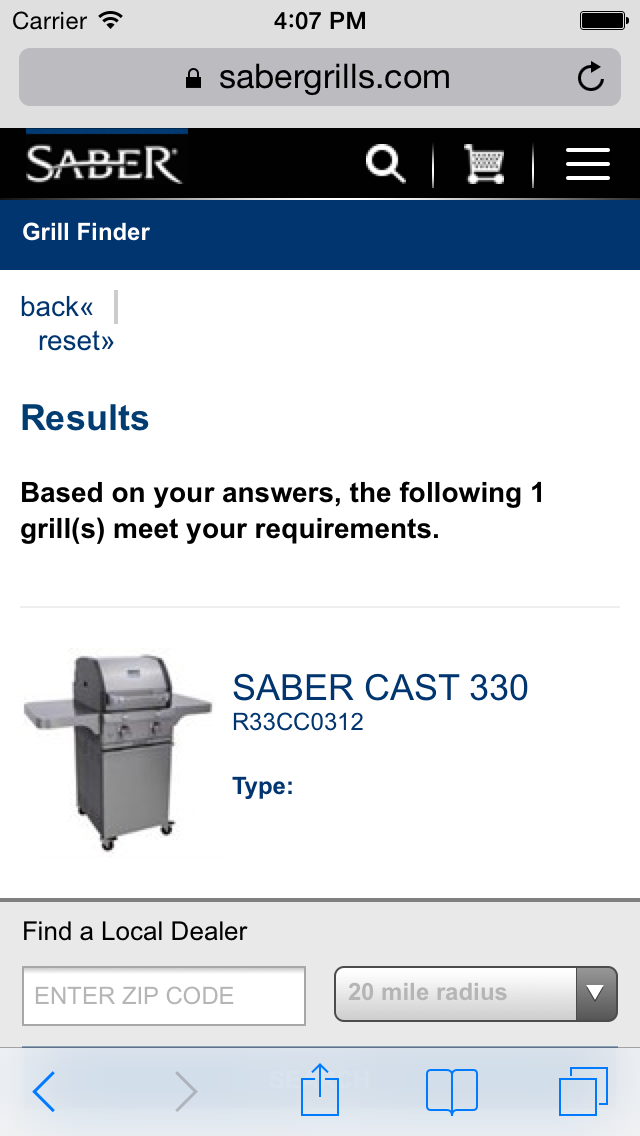 Carrier 4:07 PM
sabergrills.com
SABER
Grill Finder
back«
reset»
Results
Based on your answers, the following 1
grill(s) meet your requirements.
SABER CAST 330
R33CC0312
Type:
Find a Local Dealer
ENTER ZIP CODE 20 mile radius
SEARCH